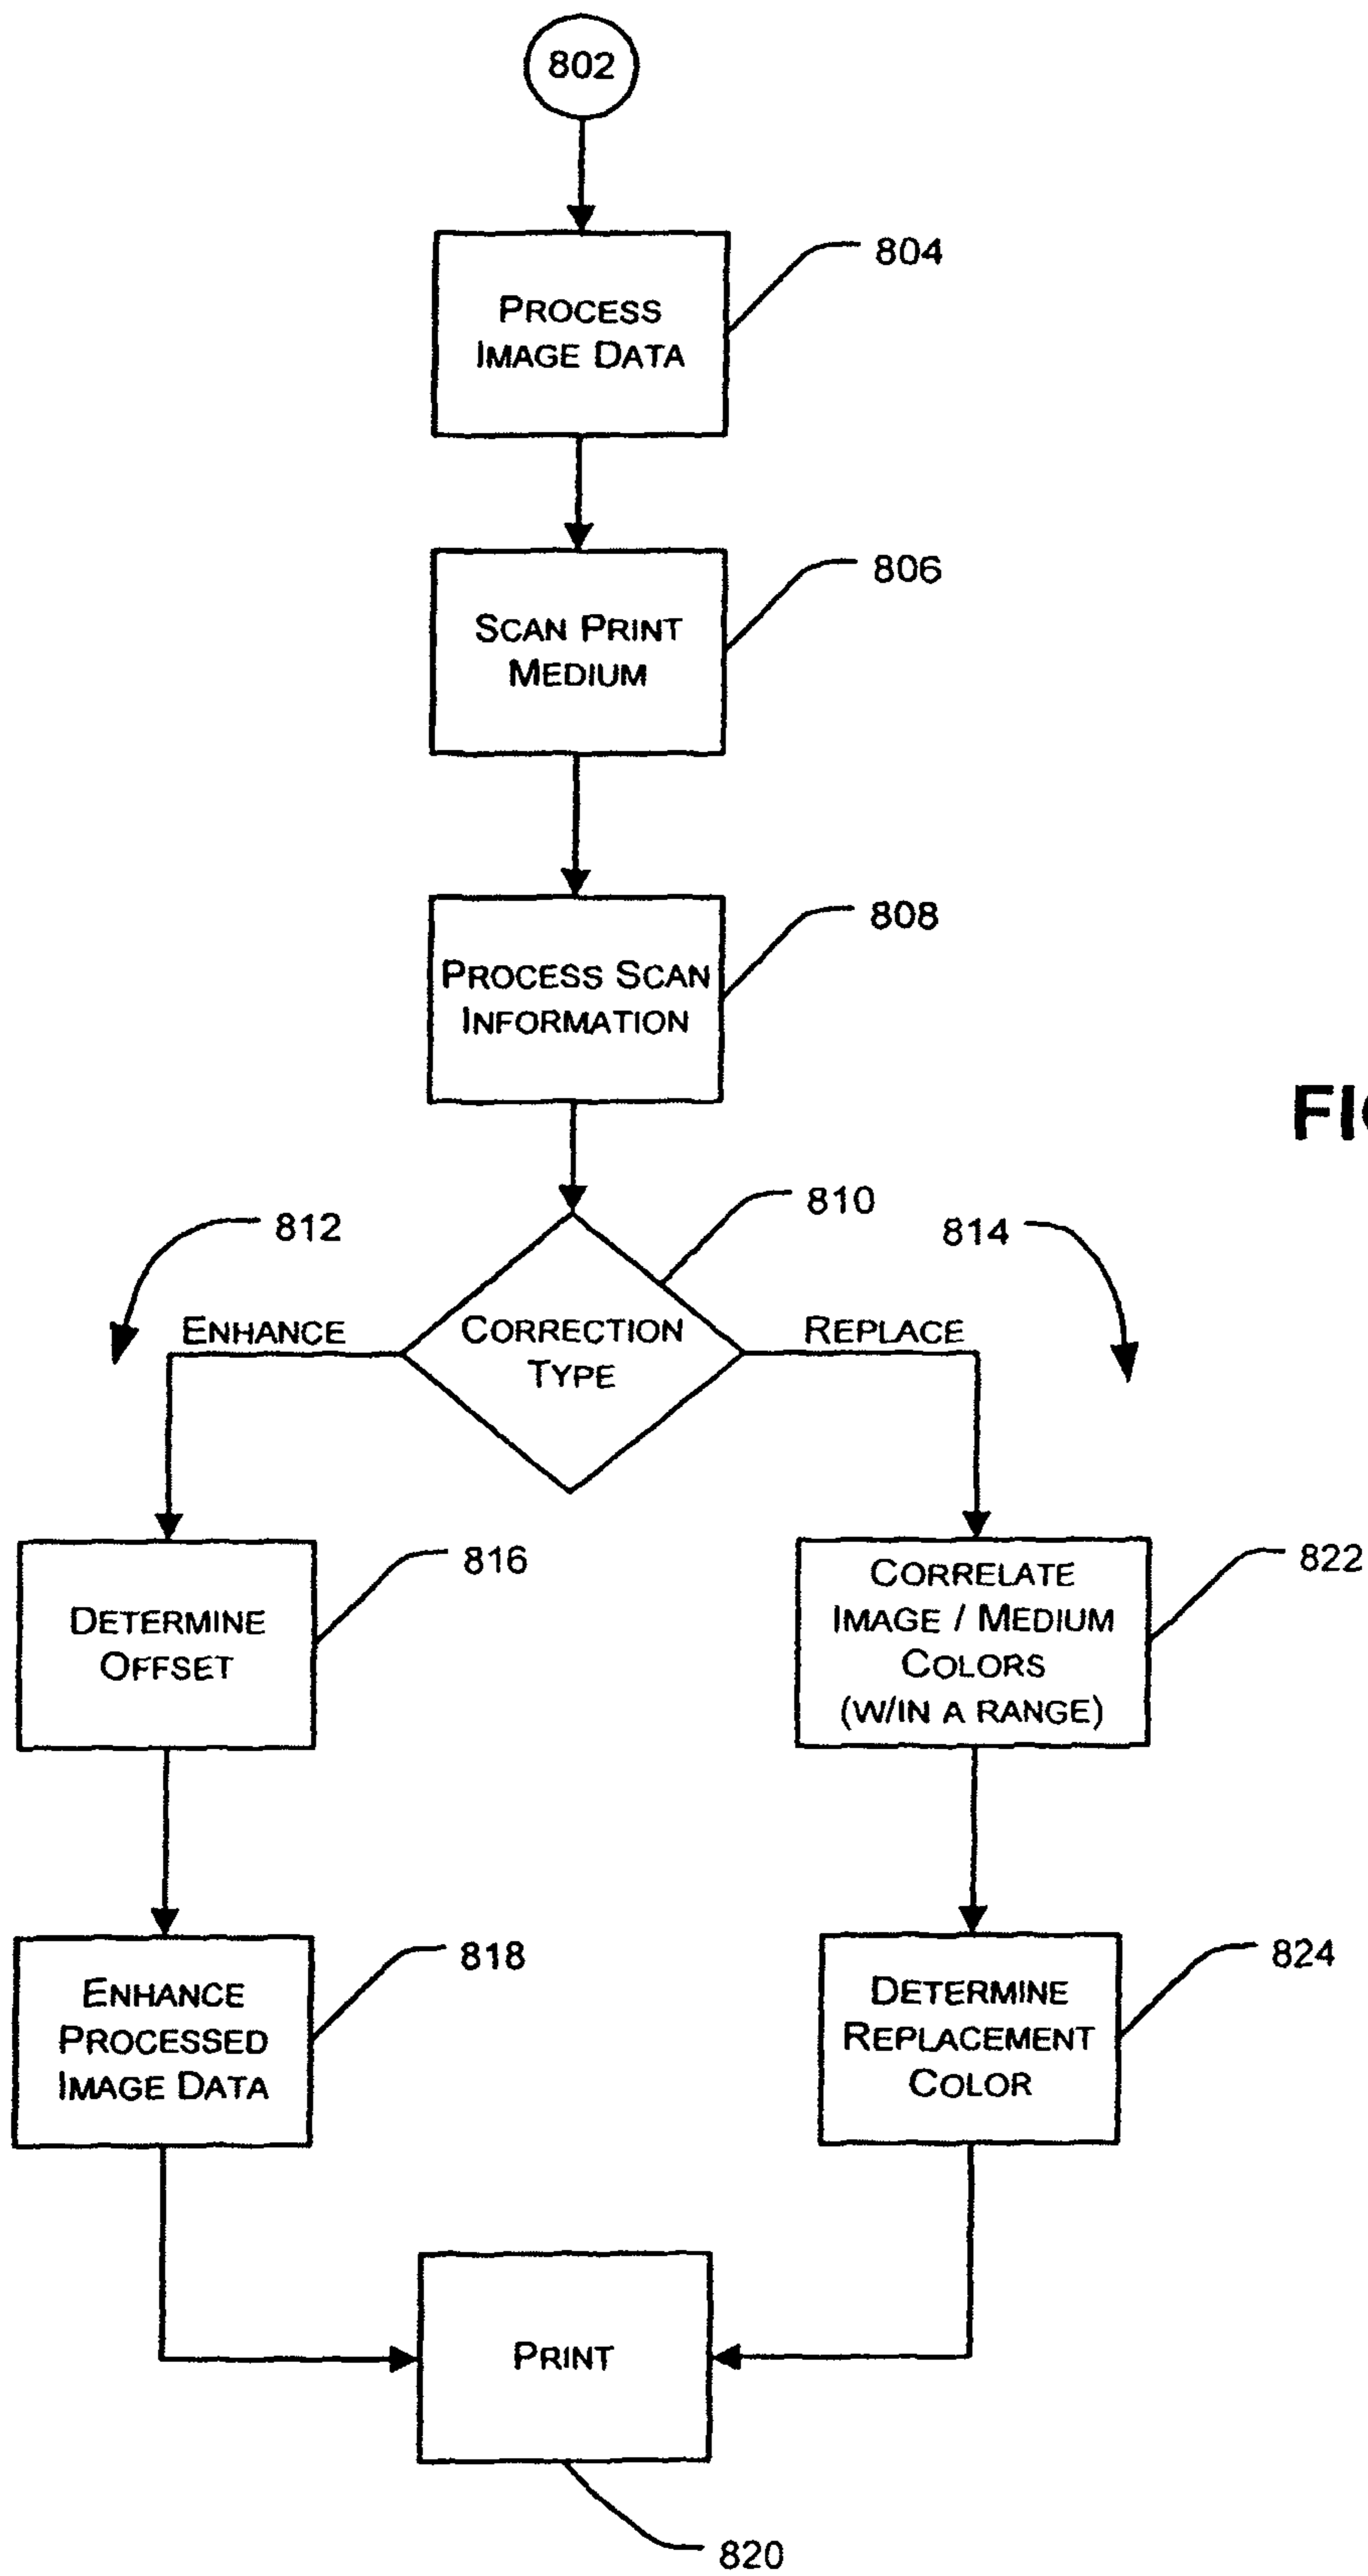 802
804
PROCESS
IMAGE DATA
806
SCAN PRINT
MEDIUM
808
PROCESS SCAN
INFORMATION
FI
810
812
814
ENHANCE
CORRECTION
TYPE
REPLACE
816
DETERMINE
OFFSET
822
CORRELATE
IMAGE / MEDIUM
COLORS
(W/IN A RANGE)
818
ENHANCE
PROCESSED
IMAGE DATA
824
DETERMINE
REPLACEMENT
COLOR
PRINT
820